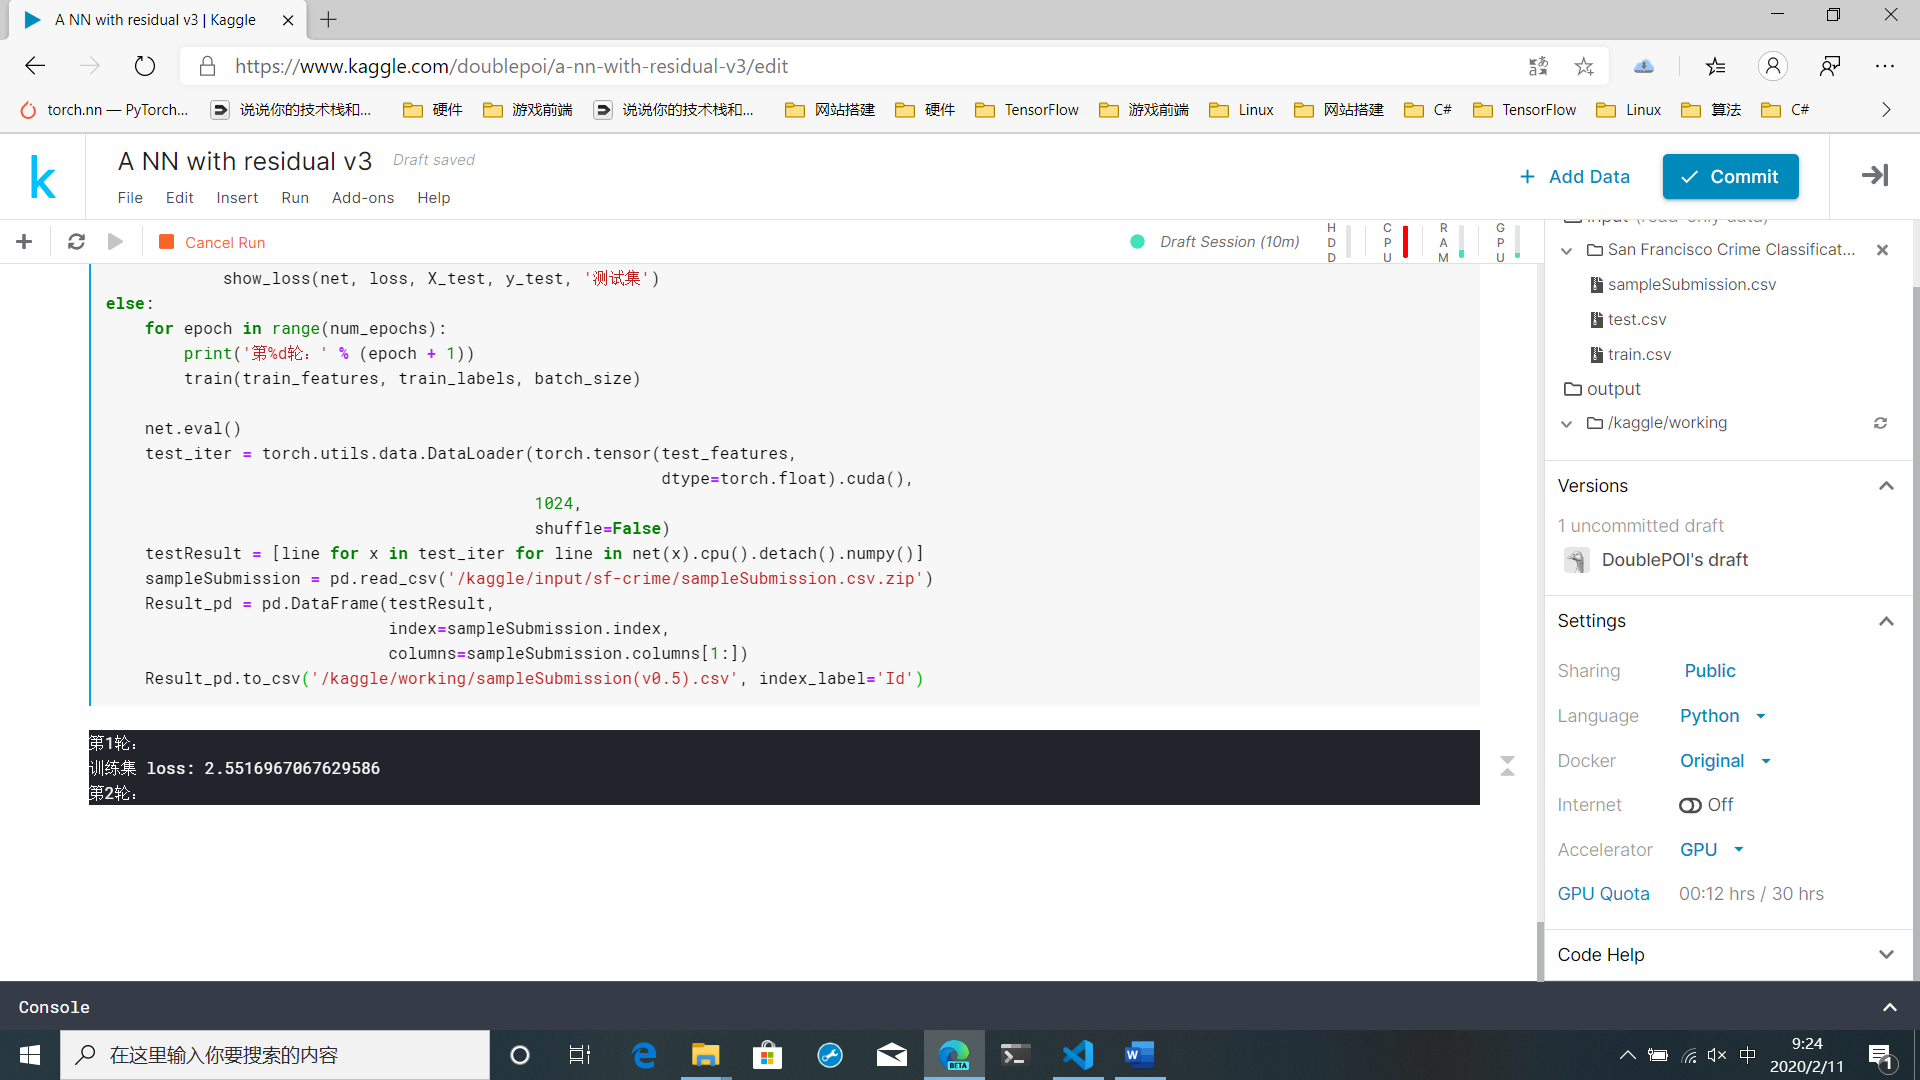 A NN with residual v3 | Kaggle
https://www.kaggle.com/doublepoi/a-nn-with-residual-v3/edit
torch.nn — PyTorch...
说说你的技术栈和...
硬件
游戏前端
说说你的技术栈和...
网站搭建
硬件
TensorFlow
游戏前端
Linux
网站搭建
C#
TensorFlow
Linux
算法
C#
k
A NN with residual v3
Draft saved
File Edit Insert Run Add-ons Help
+ Add Data
Commit
Cancel Run
Draft Session (10m)
HDD
CPU
RAM
GPU
show_loss(net, loss, X_test, y_test, '测试集')
else:
    for epoch in range(num_epochs):
        print('第%d轮：' % (epoch + 1))
        train(train_features, train_labels, batch_size)
    net.eval()
    test_iter = torch.utils.data.DataLoader(torch.tensor(test_features,
dtype=torch.float).cuda(),
1024,
shuffle=False)
    testResult = [line for x in test_iter for line in net(x).cpu().detach().numpy()]
    sampleSubmission = pd.read_csv('/kaggle/input/sf-crime/sampleSubmission.csv.zip')
    Result_pd = pd.DataFrame(testResult,
index=sampleSubmission.index,
columns=sampleSubmission.columns[1:])
    Result_pd.to_csv('/kaggle/working/sampleSubmission(v0.5).csv', index_label='Id')
第1轮：
训练集 loss: 2.5516967067629586
第2轮：
input (read-only data)
San Francisco Crime Classificat...
sampleSubmission.csv
test.csv
train.csv
output
/kaggle/working
Versions
1 uncommitted draft
DoublePOI's draft
Settings
Sharing Public
Language Python
Docker Original
Internet Off
Accelerator GPU
GPU Quota 00:12 hrs / 30 hrs
Code Help
Console
在这里输入你要搜索的内容
BETA
中
9:24
2020/2/11
1